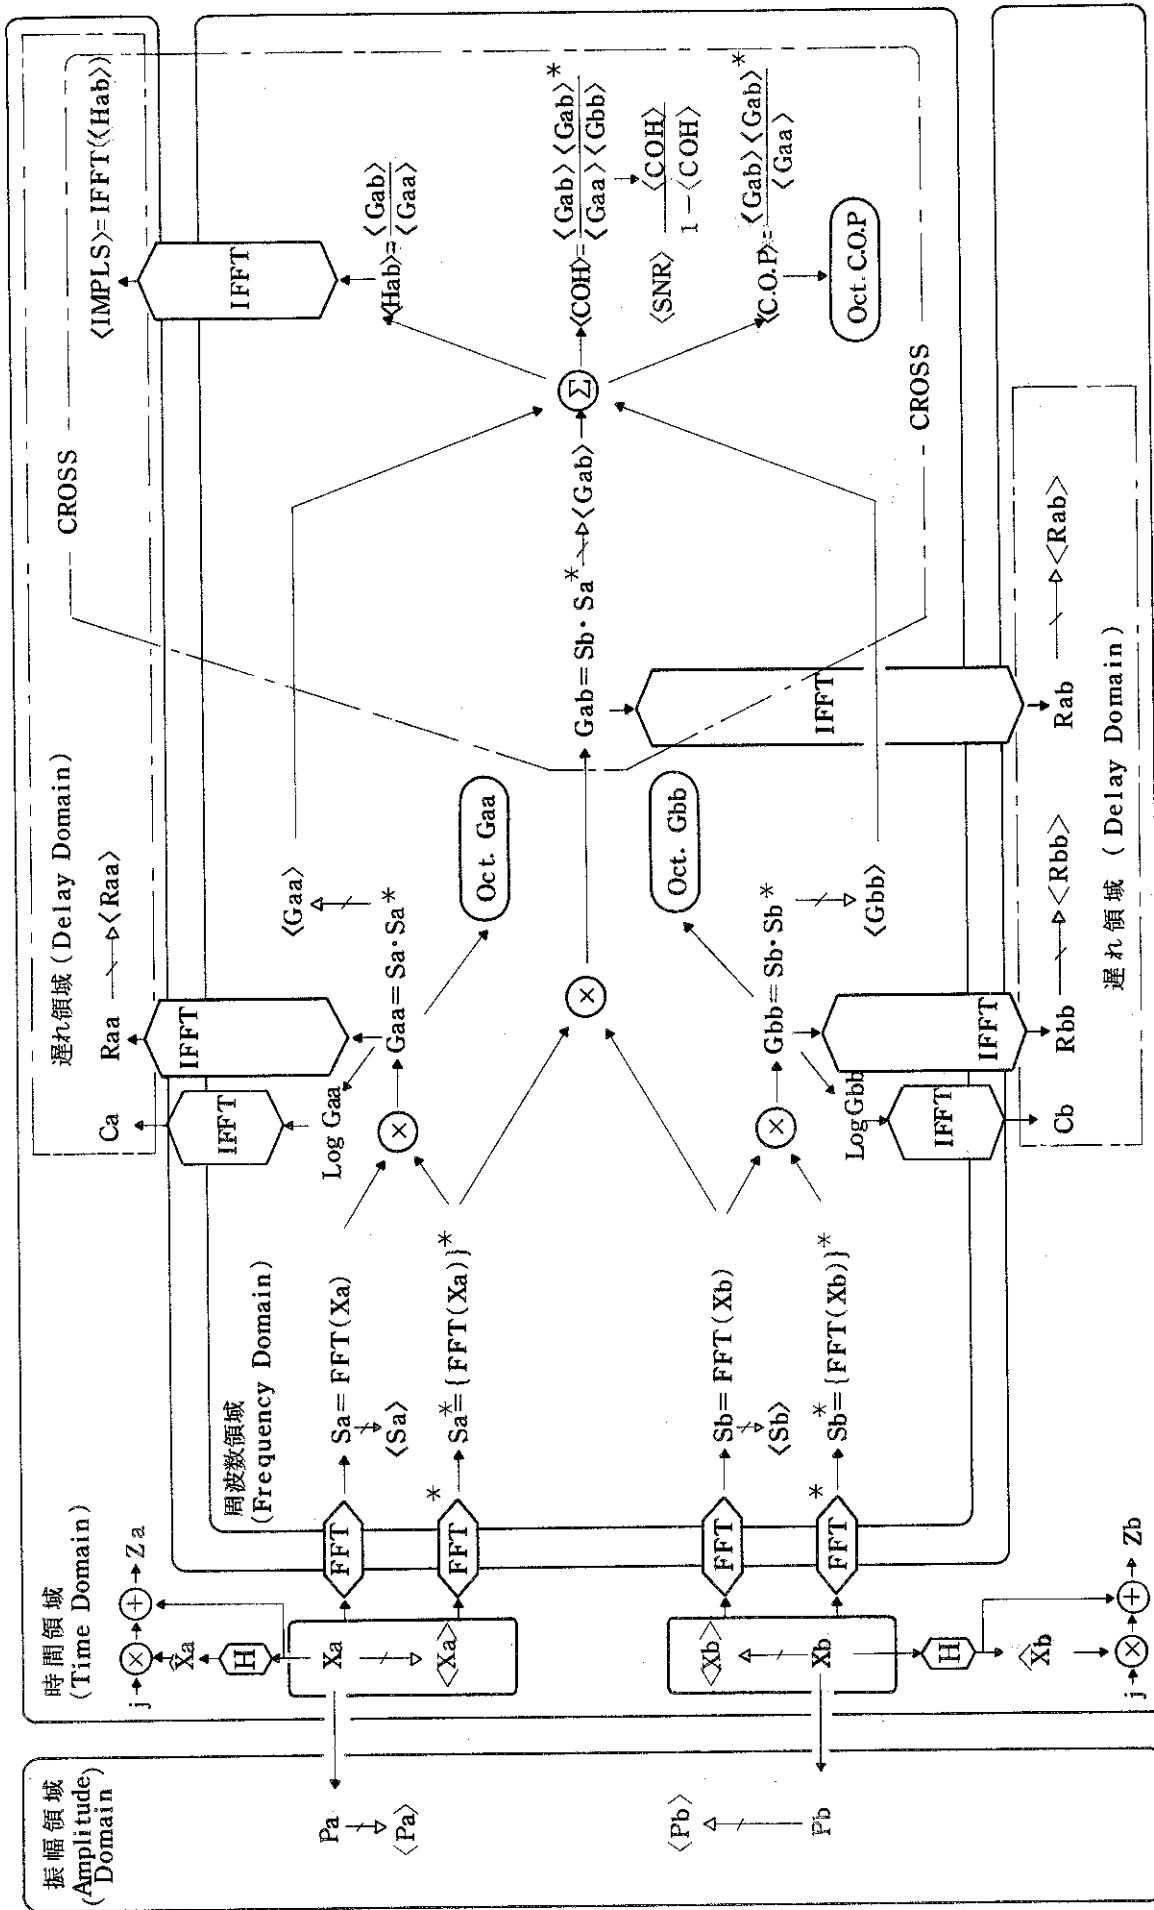 振幅領域
(Amplitude Domain)
Pa
⟨Pa⟩
⟨Pb⟩
Pb
時間領域
(Time Domain)
j
×
+
Za
X̂a
H
Xa
⟨Xa⟩
⟨Xb⟩
Xb
H
X̂b
j
×
+
Zb
FFT
FFT*
FFT
FFT*
周波数領域
(Frequency Domain)
Sa=FFT(Xa)
⟨Sa⟩
Sa*={FFT(Xa)}*
Sb=FFT(Xb)
⟨Sb⟩
Sb*={FFT(Xb)}*
×
×
×
Log Gaa
IFFT
Ca
Gaa=Sa·Sa*
IFFT
Raa
⟨Raa⟩
遅れ領域 (Delay Domain)
⟨Gaa⟩
Oct. Gaa
Oct. Gbb
Gbb=Sb·Sb*
⟨Gbb⟩
Log Gbb
IFFT
Cb
IFFT
Rbb
⟨Rbb⟩
遅れ領域 (Delay Domain)
Gab=Sb·Sa*
⟨Gab⟩
IFFT
Rab
⟨Rab⟩
CROSS
CROSS
Σ
⟨Hab⟩=⟨Gab⟩/⟨Gaa⟩
IFFT
⟨IMPLS⟩=IFFT(⟨Hab⟩)
⟨COH⟩=⟨Gab⟩⟨Gab⟩*/⟨Gaa⟩⟨Gbb⟩
⟨SNR⟩ ⟨COH⟩/1-⟨COH⟩
⟨C.O.P⟩=⟨Gab⟩⟨Gab⟩*/⟨Gaa⟩
Oct. C.O.P